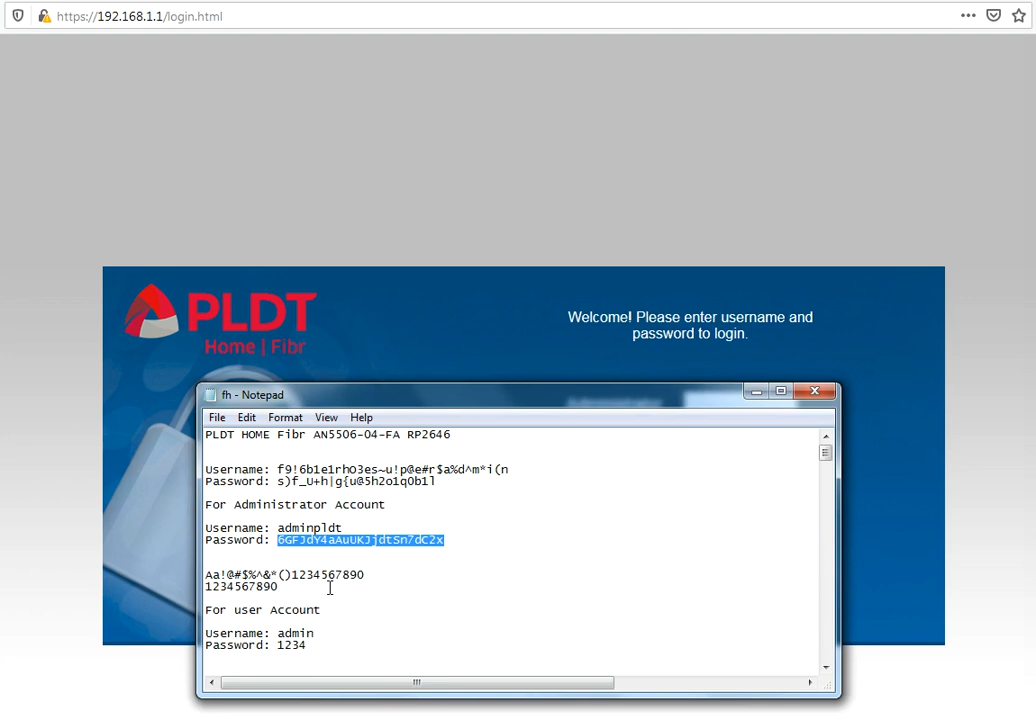 https://192.168.1.1/login.html
PLDT
Home | Fibr
Welcome! Please enter username and
password to login.
fh - Notepad
File Edit Format View Help
PLDT HOME Fibr AN5506-04-FA RP2646
Username: f9!6b1e1rhO3es~u!p@e#r$a%d^m*i(n
Password: s)f_U+h|g{u@5h2o1q0b1l
For Administrator Account
Username: adminpldt
Password: 6GFJdY4aAuUKJjdtSn7dC2x
Aa!@#$%^&*()1234567890
1234567890
For user Account
Username: admin
Password: 1234